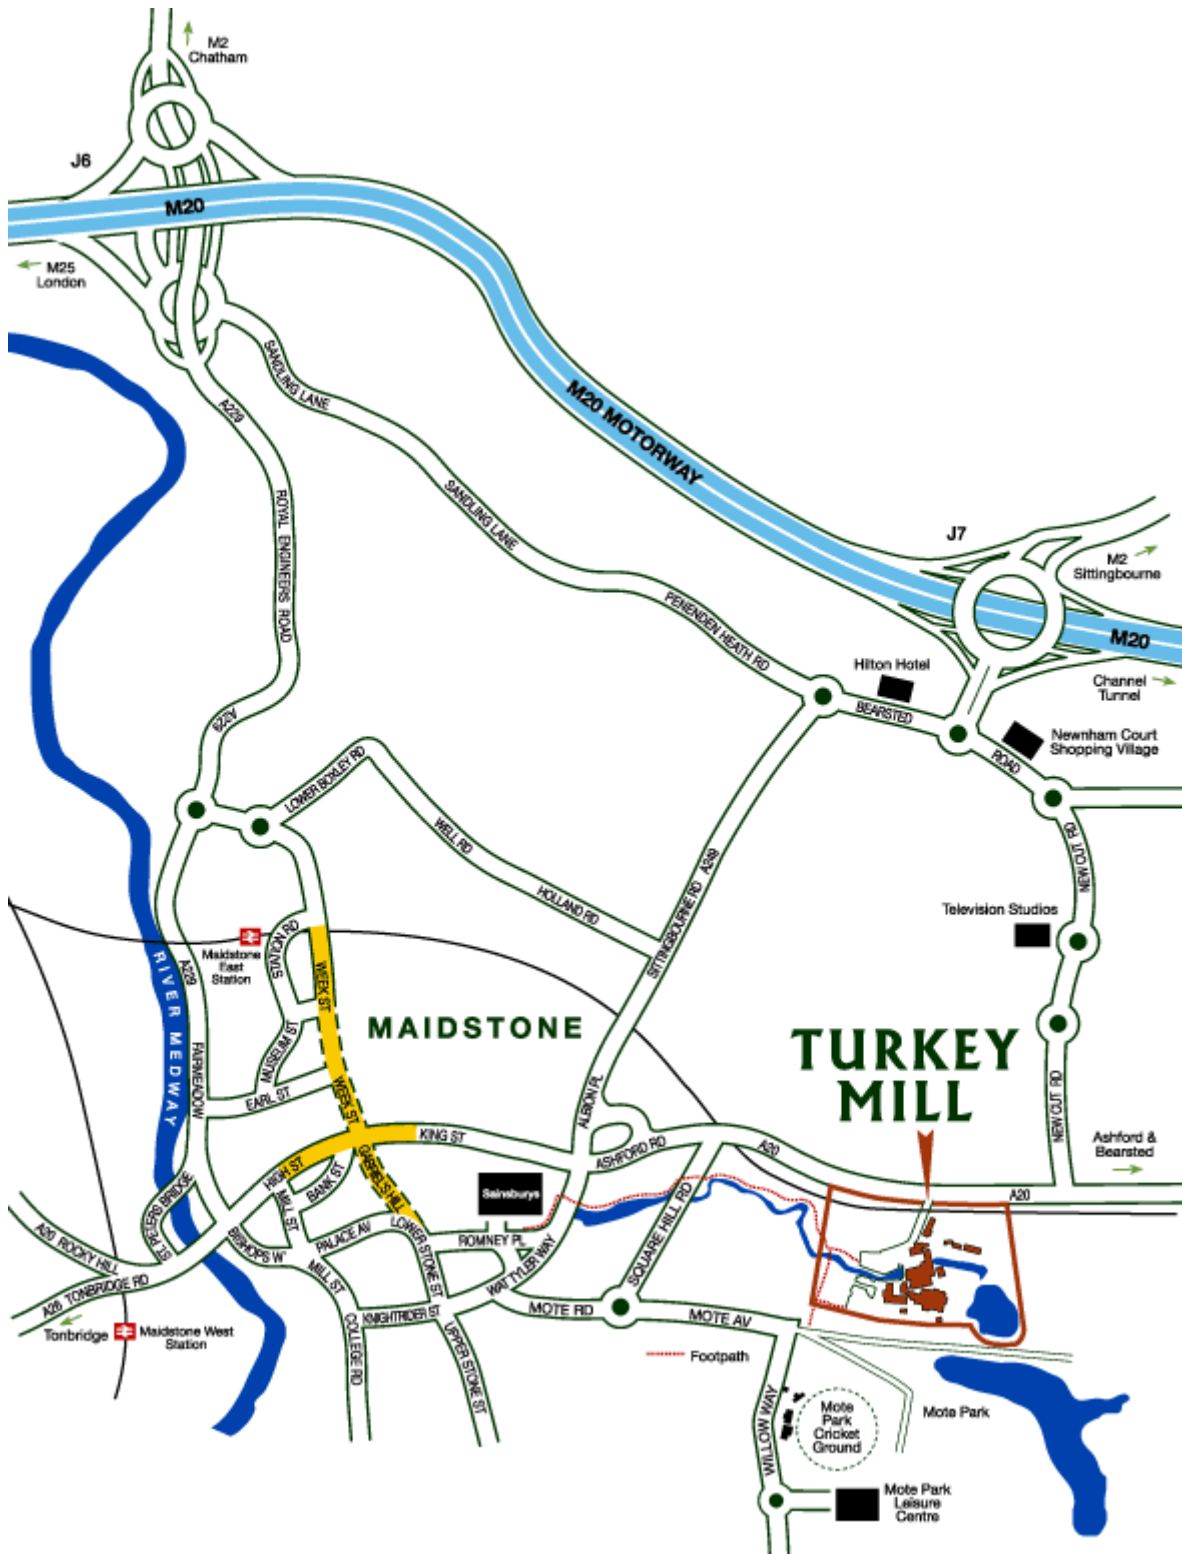 M2
Chatham
J6
M20
M25
London
SANDLING LANE
A229
M20 MOTORWAY
SANDLING LANE
ROYAL ENGINEERS ROAD
J7
M2
Sittingbourne
PENENDEN HEATH RD
M20
Hilton Hotel
Channel
Tunnel
BEARSTED
ROAD
Newnham Court
Shopping Village
A229
LOWER BOXLEY RD
WELL RD
NEW CUT RD
HOLLAND RD
SITTINGBOURNE RD A249
Television Studios
STATION RD
Maidstone
East
Station
A229
RIVER MEDWAY
WEEK ST
MAIDSTONE
TURKEY
MILL
MUSEUM ST
FAIRMEADOW
EARL ST
WEEK ST
ALBION PL
NEW CUT RD
KING ST
ASHFORD RD
A20
Ashford &
Bearsted
HIGH ST
BANK ST
GABRIELS HILL
Sainsburys
A20
MILL ST
ST. PETERS BRIDGE
SQUARE HILL RD
A20 ROCKY HILL
BISHOPS W'
PALACE AV
LOWER STONE ST
ROMNEY PL
WAT TYLER WAY
A26 TONBRIDGE RD
MILL ST
KNIGHTRIDER ST
MOTE RD
MOTE AV
Tonbridge
Maidstone West
Station
COLLEGE RD
UPPER STONE ST
Footpath
WILLOW WAY
Mote
Park
Cricket
Ground
Mote Park
Mote Park
Leisure
Centre